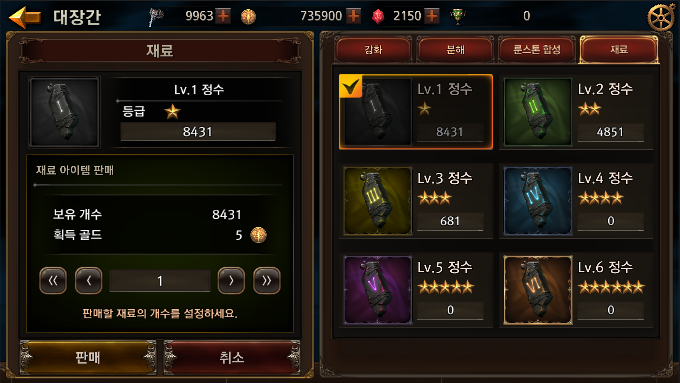 대장간
9963
735900
2150
0
재료
Lv.1 정수
등급
8431
재료 아이템 판매
보유 개수 8431
획득 골드 5
1
판매할 재료의 개수를 설정하세요.
판매
취소
강화
분해
룬스톤 합성
재료
Lv.1 정수
8431
Lv.2 정수
4851
Lv.3 정수
681
Lv.4 정수
0
Lv.5 정수
0
Lv.6 정수
0